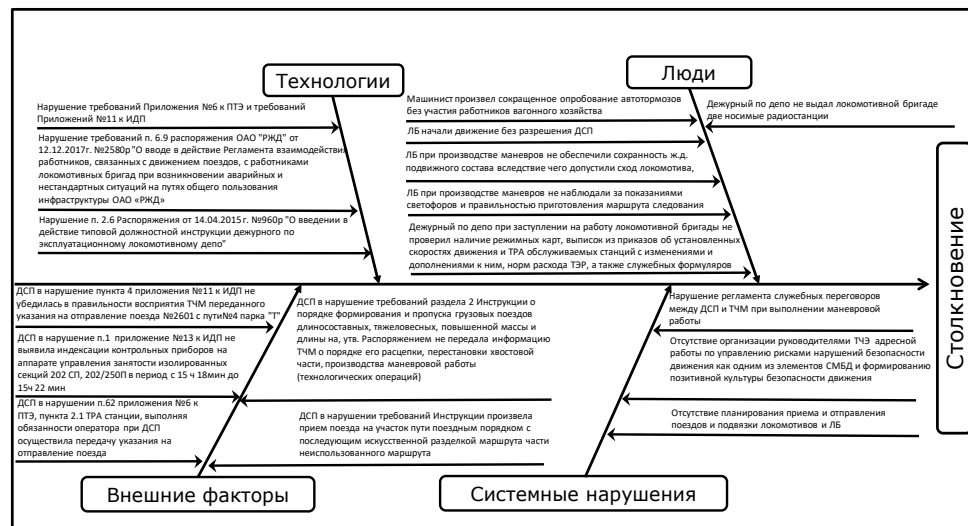 Технологии
Люди
Нарушение требований Приложения №6 к ПТЭ и требований
Приложений №11 к ИДП
Нарушение требований п. 6.9 распоряжения ОАО "РЖД" от
12.12.2017г. №2580р "О вводе в действие Регламента взаимодействия
работников, связанных с движением поездов, с работниками
локомотивных бригад при возникновении аварийных и
нестандартных ситуаций на путях общего пользования
инфраструктуры ОАО «РЖД»
Нарушение п. 2.6 Распоряжения от 14.04.2015 г. №960р "О введении в
действие типовой должностной инструкции дежурного по
эксплуатационному локомотивному депо"
Машинист произвел сокращенное опробование автотормозов
без участия работников вагонного хозяйства
ЛБ начали движение без разрешения ДСП
ЛБ при производстве маневров не обеспечили сохранность ж.д.
подвижного состава вследствие чего допустили сход локомотива,
ЛБ при производстве маневров не наблюдали за показаниями
светофоров и правильностью приготовления маршрута следования
Дежурный по депо при заступлении на работу локомотивной бригады не
проверил наличие режимных карт, выписок из приказов об установленных
скоростях движения и ТРА обслуживаемых станций с изменениями и
дополнениями к ним, норм расхода ТЭР, а также служебных формуляров
Дежурный по депо не выдал локомотивной бригаде
две носимые радиостанции
Столкновение
ДСП в нарушение пункта 4 приложения №11 к ИДП не
убедилась в правильности восприятия ТЧМ переданного
указания на отправление поезда №2601 с пути№4 парка "Т"
ДСП в нарушение п.1 приложение №13 к ИДП не
выявила индексации контрольных приборов на
аппарате управления занятости изолированных
секций 202 СП, 202/250П в период с 15 ч 18мин до
15ч 22 мин
ДСП в нарушении п.62 приложения №6 к
ПТЭ, пункта 2.1 ТРА станции, выполняя
обязанности оператора при ДСП
осуществила передачу указания на
отправление поезда
ДСП в нарушение требований раздела 2 Инструкции о
порядке формирования и пропуска грузовых поездов
длиносоставных, тяжеловесных, повышенной массы и
длины на, утв. Распоряжением не передала информацию
ТЧМ о порядке его расцепки, перестановки хвостовой
части, производства маневровой работы
(технологических операций)
ДСП в нарушении требований Инструкции произвела
прием поезда на участок пути поездным порядком с
последующим искусственной разделкой маршрута части
неиспользованного маршрута
Нарушение регламента служебных переговоров
между ДСП и ТЧМ при выполнении маневровой
работы
Отсутствие организации руководителями ТЧЭ адресной
работы по управлению рисками нарушений безопасности
движения как одним из элементов СМБД и формированию
позитивной культуры безопасности движения
Отсутствие планирования приема и отправления
поездов и подвязки локомотивов и ЛБ
Внешние факторы
Системные нарушения